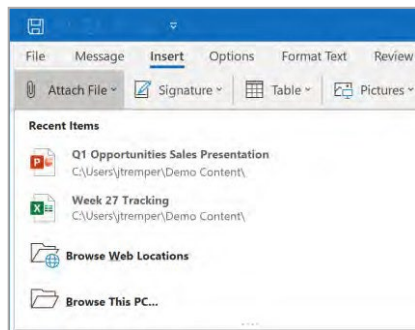 File Message Insert Options Format Text Review
Attach File Signature Table Pictures
Recent Items
Q1 Opportunities Sales Presentation
C:\Users\jtremper\Demo Content\
Week 27 Tracking
C:\Users\jtremper\Demo Content\
Browse Web Locations
Browse This PC...